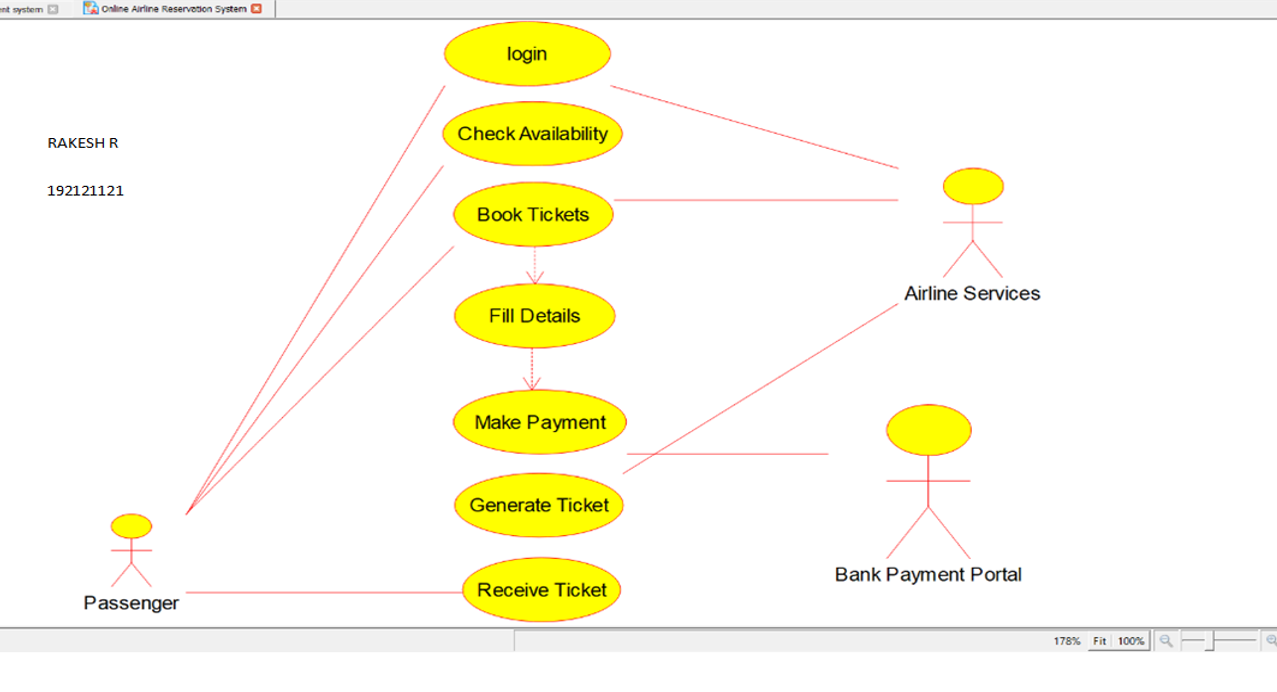 nt system
Online Airline Reservation System
login
RAKESH R
Check Availability
192121121
Book Tickets
Airline Services
Fill Details
Make Payment
Generate Ticket
Bank Payment Portal
Receive Ticket
Passenger
178% Fit 100%